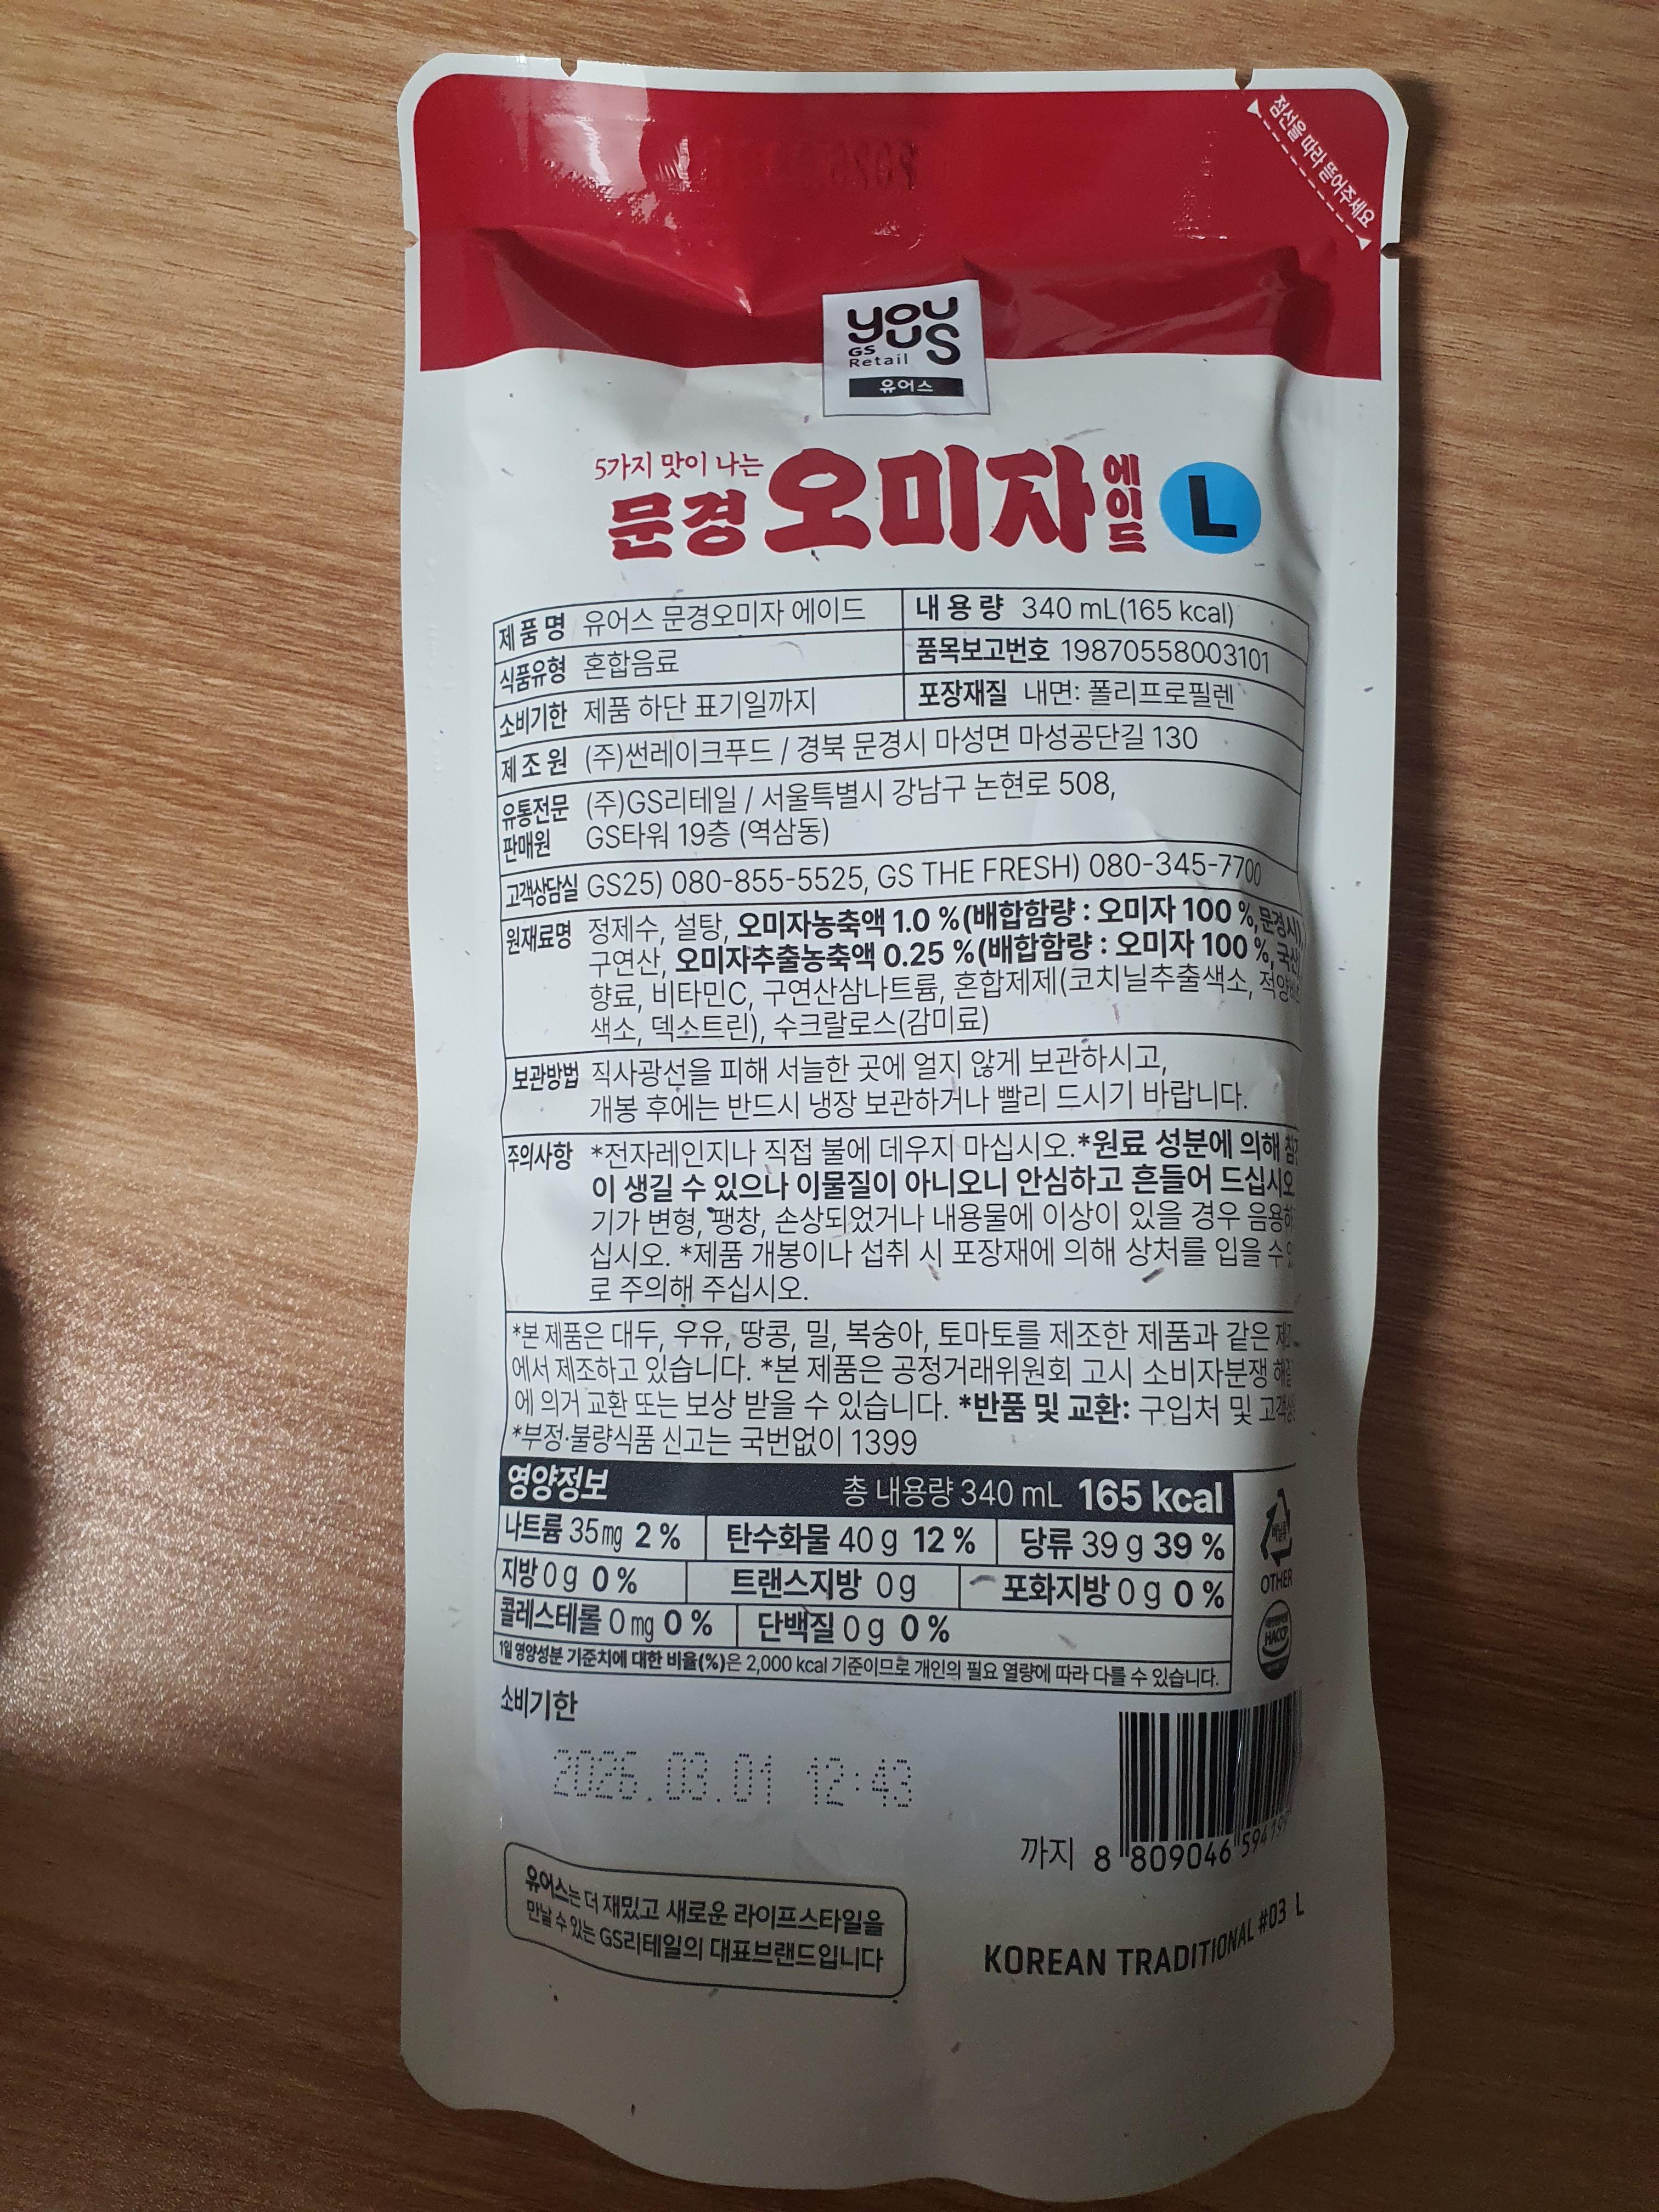 점선을 따라 뜯어주세요
you
us
GS
Retail
유어스
5가지 맛이 나는
문경 오미자 에이드 L
제품명 유어스 문경오미자 에이드 내용량 340 mL(165 kcal)
식품유형 혼합음료 품목보고번호 19870558003101
소비기한 제품 하단 표기일까지 포장재질 내면: 폴리프로필렌
제조원 (주)썬레이크푸드 / 경북 문경시 마성면 마성공단길 130
유통전문 (주)GS리테일 / 서울특별시 강남구 논현로 508,
판매원 GS타워 19층 (역삼동)
고객상담실 GS25) 080-855-5525, GS THE FRESH) 080-345-7700
원재료명 정제수, 설탕, 오미자농축액 1.0 %(배합함량 : 오미자 100 %, 문경시),
구연산, 오미자추출농축액 0.25 %(배합함량 : 오미자 100 %, 국산)
향료, 비타민C, 구연산삼나트륨, 혼합제제(코치닐추출색소,
색소, 덱스트린), 수크랄로스(감미료)
보관방법 직사광선을 피해 서늘한 곳에 얼지 않게 보관하시고,
개봉 후에는 반드시 냉장 보관하거나 빨리 드시기 바랍니다.
주의사항 *전자레인지나 직접 불에 데우지 마십시오. *원료 성분에 의해
이 생길 수 있으나 이물질이 아니오니 안심하고 흔들어 드십시오
기가 변형, 팽창, 손상되었거나 내용물에 이상이 있을 경우
십시오. *제품 개봉이나 섭취 시 포장재에 의해 상처를 입을 수
로 주의해 주십시오.
*본 제품은 대두, 우유, 땅콩, 밀, 복숭아, 토마토를 제조한 제품과 같은
에서 제조하고 있습니다. *본 제품은 공정거래위원회 고시 소비자분쟁
에 의거 교환 또는 보상 받을 수 있습니다. *반품 및 교환: 구입처 및
*부정·불량식품 신고는 국번없이 1399
영양정보 총 내용량 340 mL 165 kcal
나트륨 35 mg 2 % 탄수화물 40 g 12 % 당류 39 g 39 %
지방 0 g 0 % 트랜스지방 0 g 포화지방 0 g 0 %
콜레스테롤 0 mg 0 % 단백질 0 g 0 %
1일 영양성분 기준치에 대한 비율(%)은 2,000 kcal 기준이므로 개인의 필요 열량에 따라 다를 수 있습니다.
비닐류
OTHER
HACCP
소비기한
2026.03.01 12:43
까지
8 809046
유어스는 더 재밌고 새로운 라이프스타일을
만날 수 있는 GS리테일의 대표브랜드입니다
KOREAN TRADITIONAL #03 L